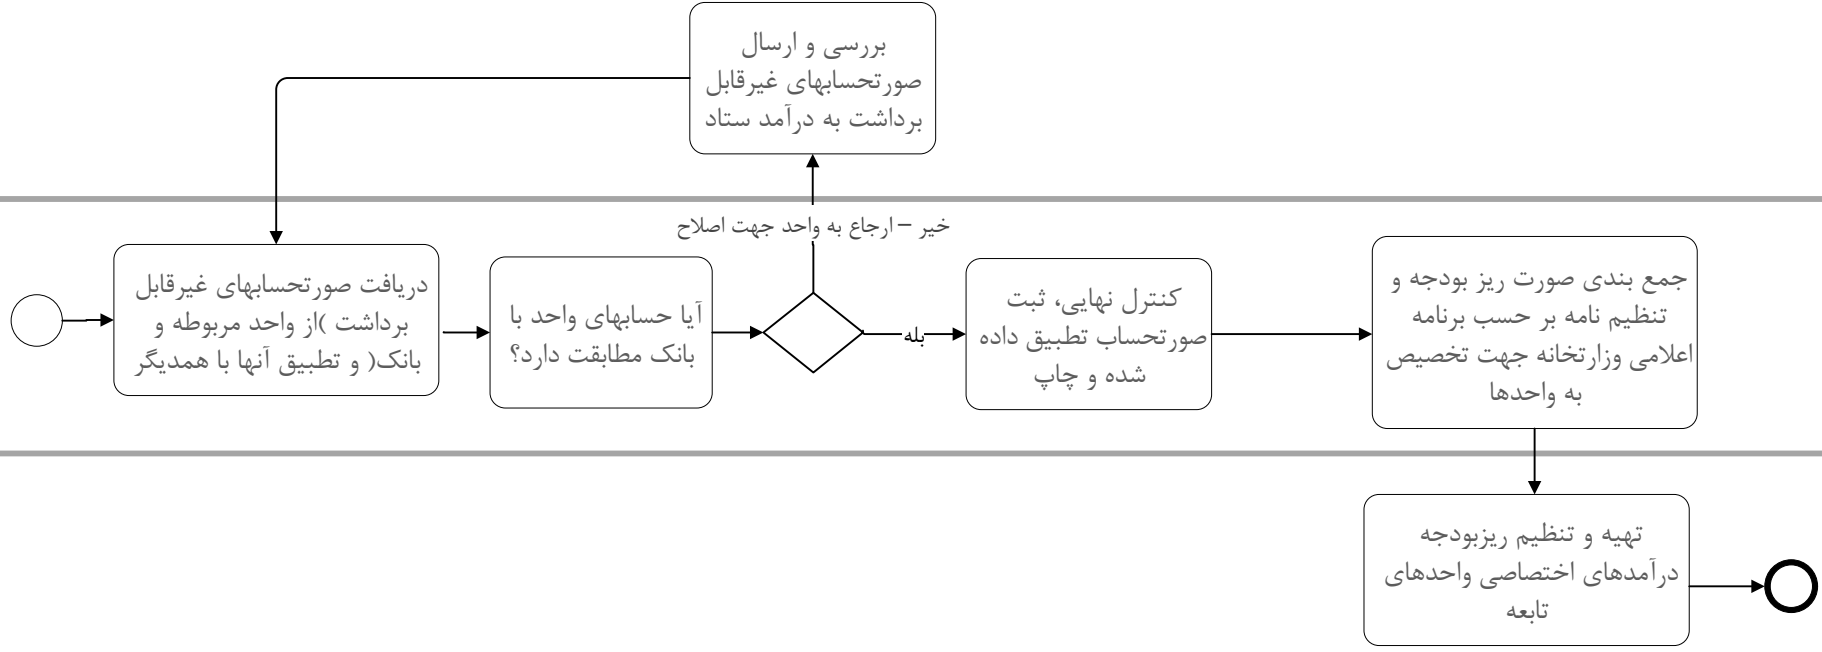 بررسی و ارسال
صورتحسابهای غیرقابل
برداشت به درآمد ستاد
خیر – ارجاع به واحد جهت اصلاح
دریافت صورتحسابهای غیرقابل
برداشت )از واحد مربوطه و
بانک( و تطبیق آنها با همدیگر
آیا حسابهای واحد با
بانک مطابقت دارد؟
بله
کنترل نهایی، ثبت
صورتحساب تطبیق داده
شده و چاپ
جمع بندی صورت ریز بودجه و
تنظیم نامه بر حسب برنامه
اعلامی وزارتخانه جهت تخصیص
به واحدها
تهیه و تنظیم ریزبودجه
درآمدهای اختصاصی واحدهای
تابعه